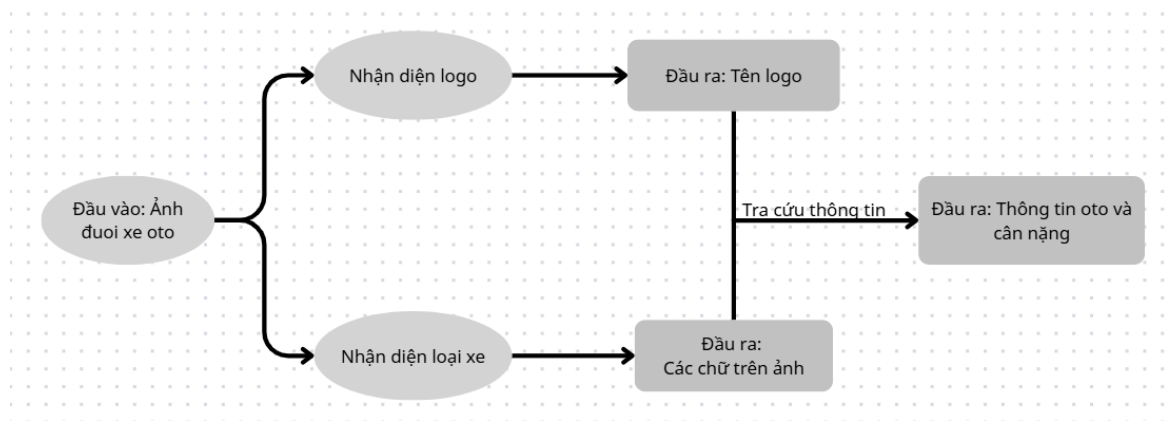 Nhận diện logo
Đầu ra: Tên logo
Đầu vào: Ảnh
đuoi xe oto
Tra cứu thông tin
Đầu ra: Thông tin oto và
cân nặng
Nhận diện loại xe
Đầu ra:
Các chữ trên ảnh